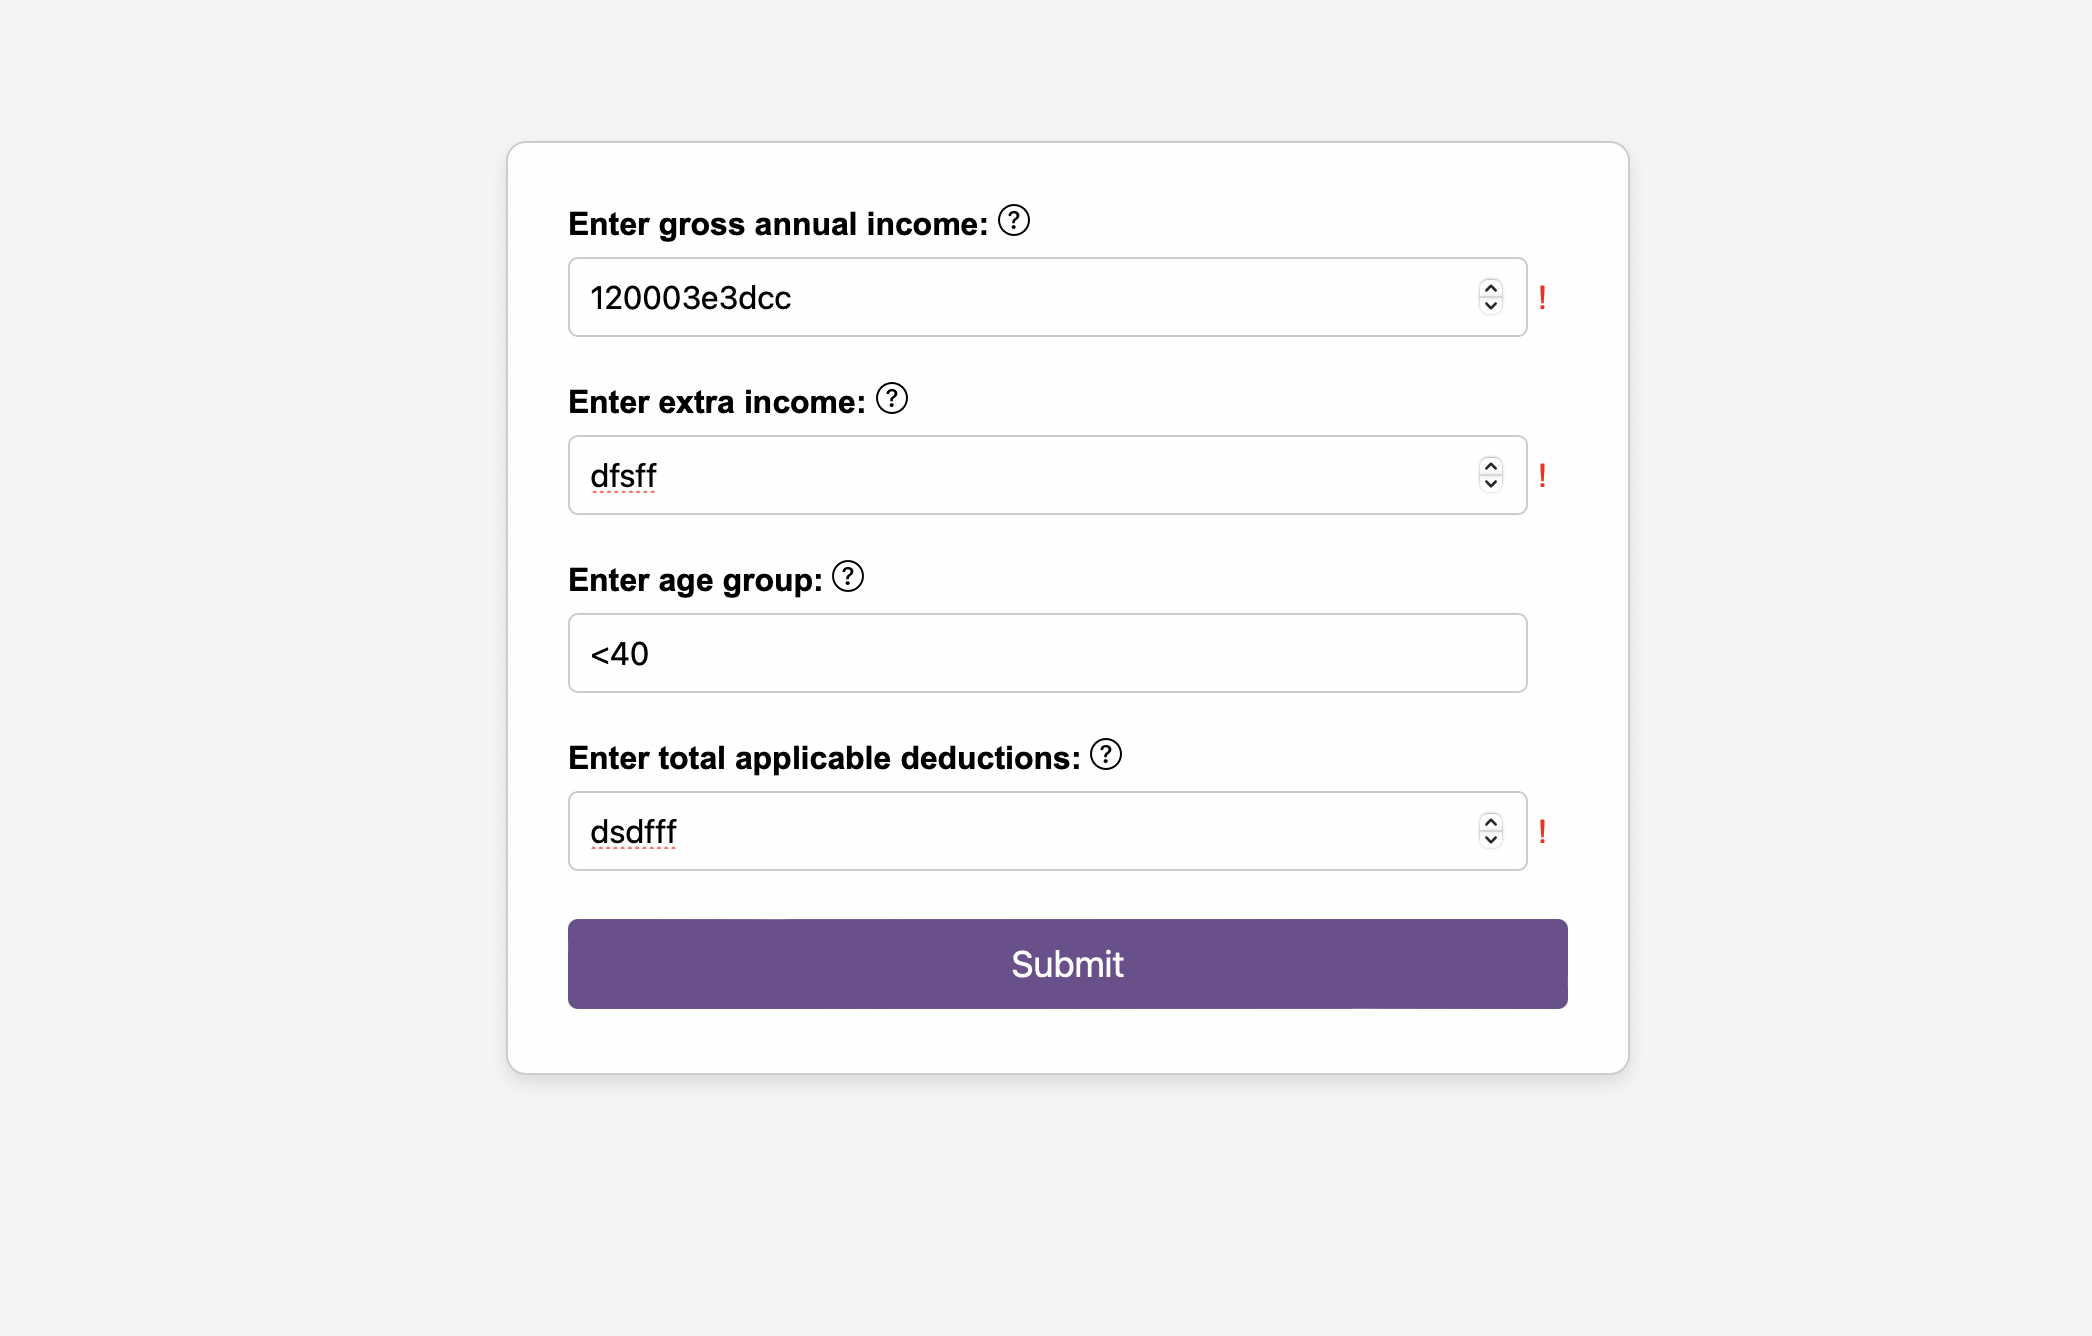 Enter gross annual income: ?
120003e3dcc !
Enter extra income: ?
dfsff !
Enter age group: ?
<40
Enter total applicable deductions: ?
dsdfff !
Submit